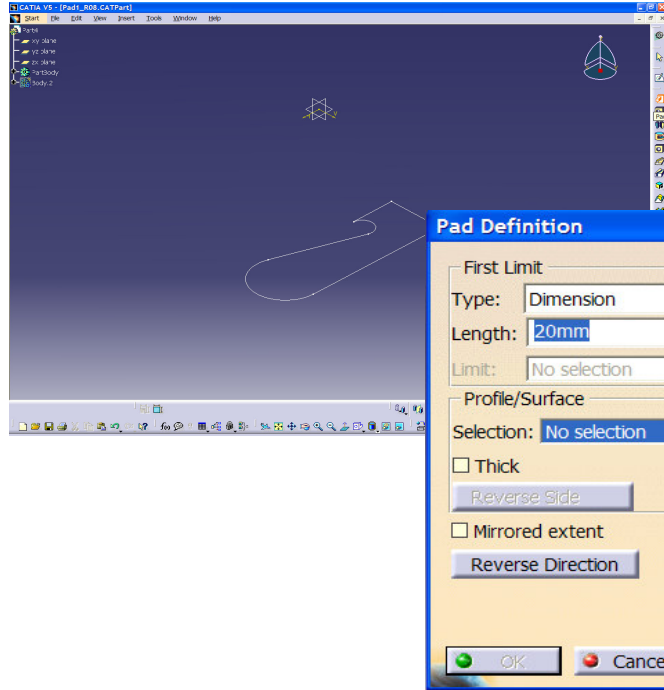 CATIA V5 - [Pad1_R08.CATPart]
Start File Edit View Insert Tools Window Help
Part4
xy plane
yz plane
zx plane
PartBody
Body.2
Pad Definition
First Limit
Type: Dimension
Length: 20mm
Limit: No selection
Profile/Surface
Selection: No selection
Thick
Reverse Side
Mirrored extent
Reverse Direction
OK Cance